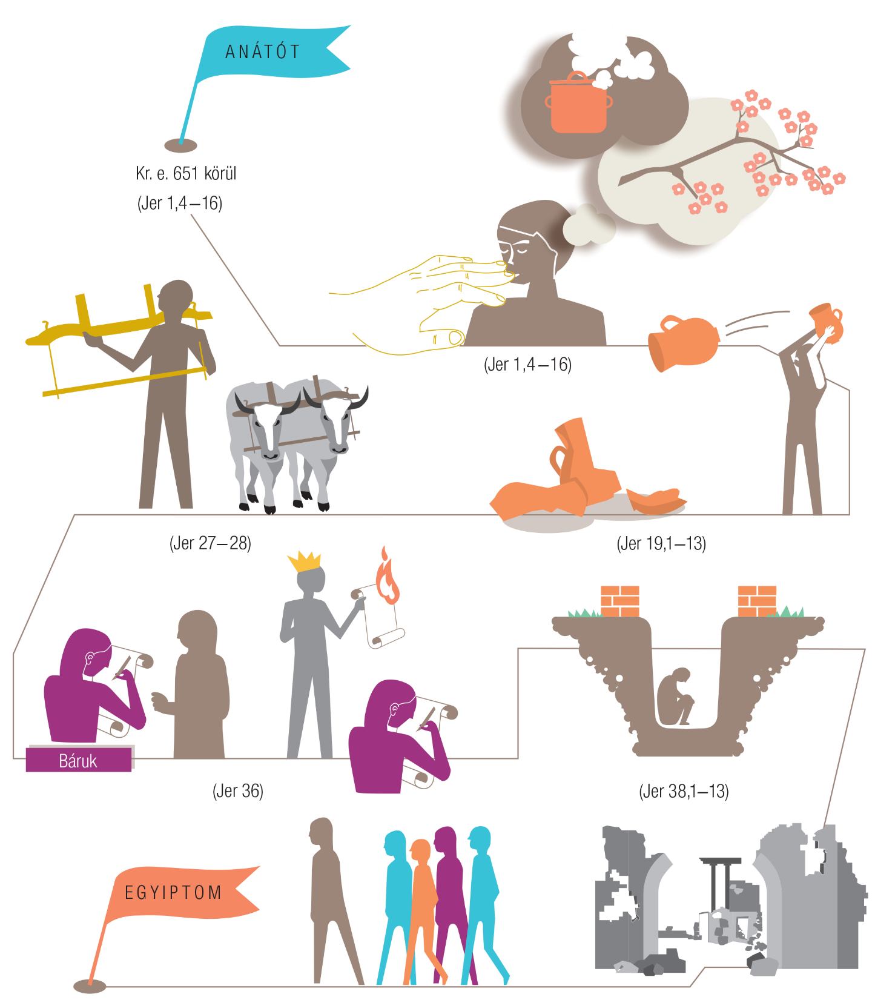 ANÁTÓT
Kr. e. 651 körül
(Jer 1,4–16)
(Jer 1,4–16)
(Jer 27–28)
(Jer 19,1–13)
Báruk
(Jer 36)
(Jer 38,1–13)
EGYIPTOM